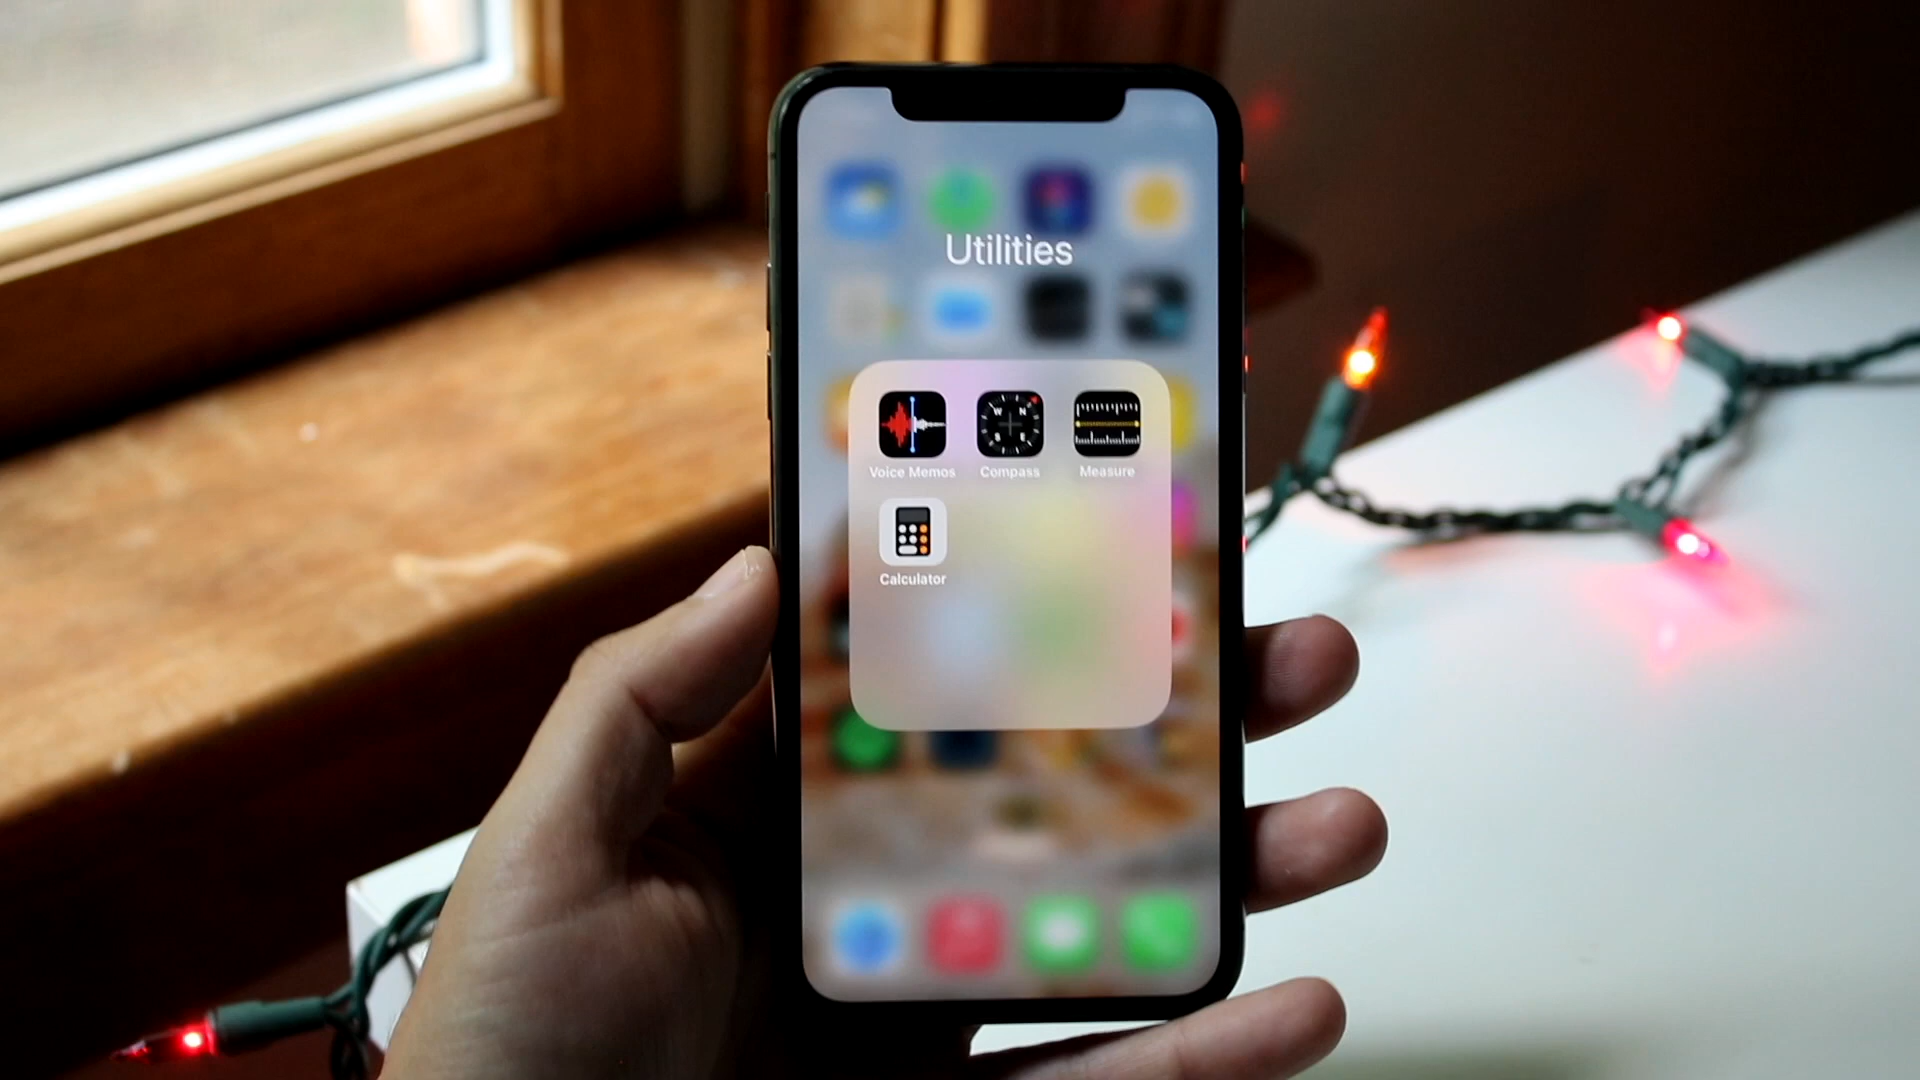 Utilities
W N
S E
Voice Memos Compass Measure
Calculator